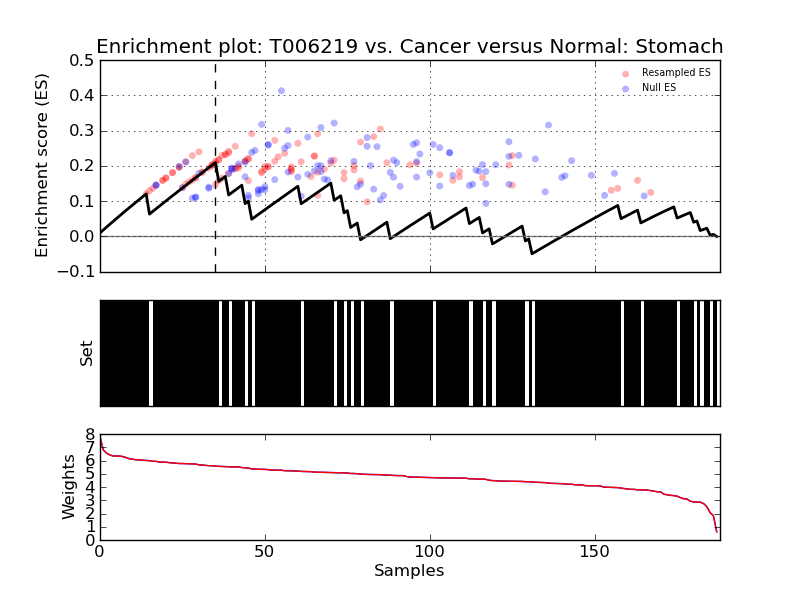 Enrichment plot: T006219 vs. Cancer versus Normal: Stomach
Enrichment score (ES)
0.5
0.4
0.3
0.2
0.1
0.0
−0.1
Resampled ES
Null ES
Set
Weights
8
7
6
5
4
3
2
1
0
0 50 100 150
Samples